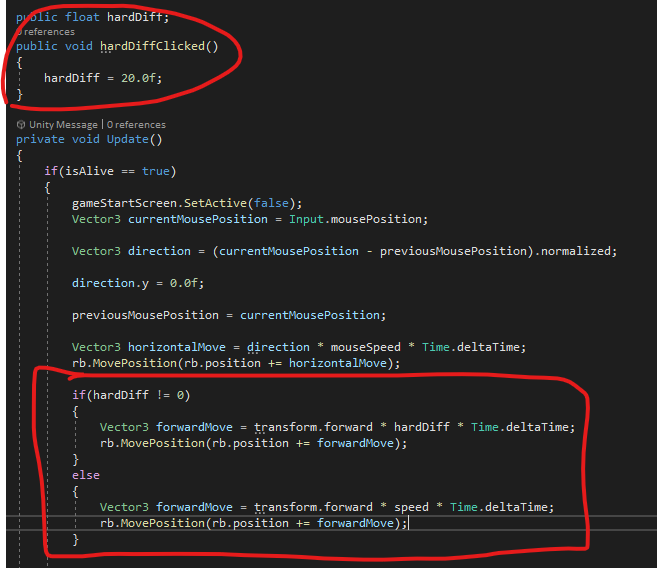 public float hardDiff;
0 references
public void hardDiffClicked()
{
hardDiff = 20.0f;
}
Unity Message | 0 references
private void Update()
{
if(isAlive == true)
{
gameStartScreen.SetActive(false);
Vector3 currentMousePosition = Input.mousePosition;
Vector3 direction = (currentMousePosition - previousMousePosition).normalized;
direction.y = 0.0f;
previousMousePosition = currentMousePosition;
Vector3 horizontalMove = direction * mouseSpeed * Time.deltaTime;
rb.MovePosition(rb.position += horizontalMove);
if(hardDiff != 0)
{
Vector3 forwardMove = transform.forward * hardDiff * Time.deltaTime;
rb.MovePosition(rb.position += forwardMove);
}
else
{
Vector3 forwardMove = transform.forward * speed * Time.deltaTime;
rb.MovePosition(rb.position += forwardMove);
}